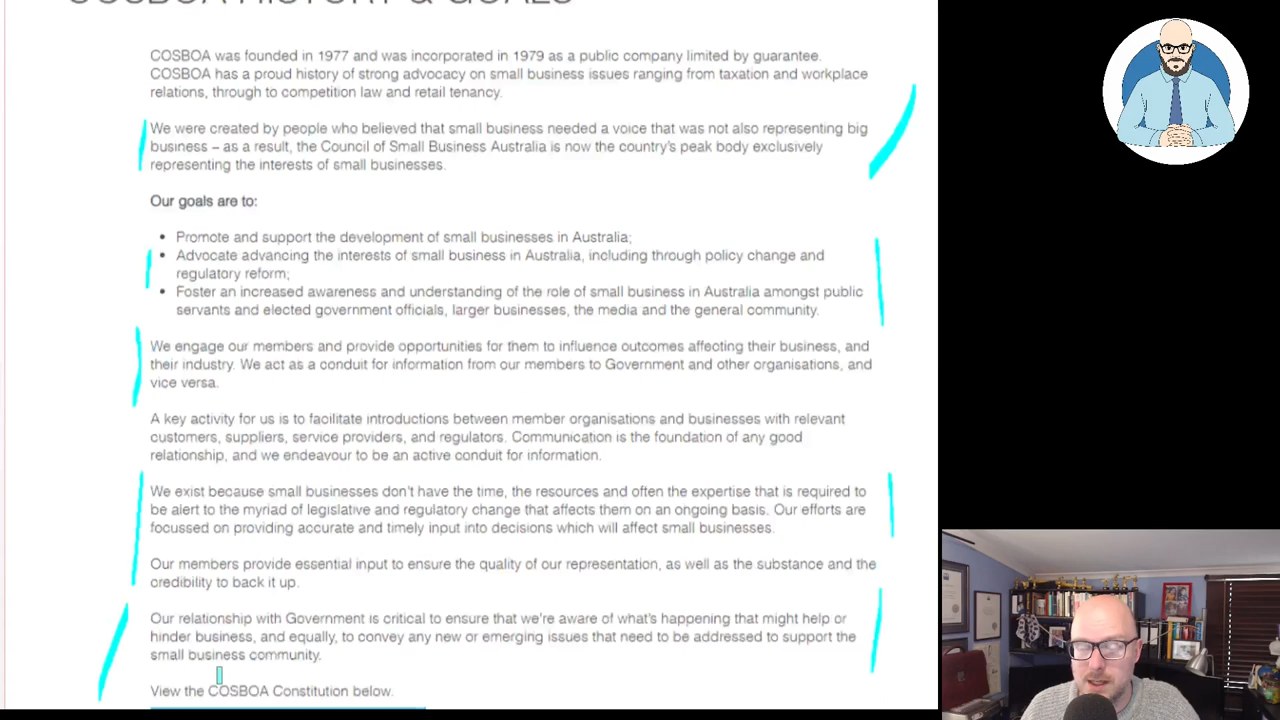 COSBOA HISTORY & GOALS
COSBOA was founded in 1977 and was incorporated in 1979 as a public company limited by guarantee.
COSBOA has a proud history of strong advocacy on small business issues ranging from taxation and workplace
relations, through to competition law and retail tenancy.
We were created by people who believed that small business needed a voice that was not also representing big
business – as a result, the Council of Small Business Australia is now the country's peak body exclusively
representing the interests of small businesses.
Our goals are to:
• Promote and support the development of small businesses in Australia;
• Advocate advancing the interests of small business in Australia, including through policy change and
regulatory reform;
• Foster an increased awareness and understanding of the role of small business in Australia amongst public
servants and elected government officials, larger businesses, the media and the general community.
We engage our members and provide opportunities for them to influence outcomes affecting their business, and
their industry. We act as a conduit for information from our members to Government and other organisations, and
vice versa.
A key activity for us is to facilitate introductions between member organisations and businesses with relevant
customers, suppliers, service providers, and regulators. Communication is the foundation of any good
relationship, and we endeavour to be an active conduit for information.
We exist because small businesses don't have the time, the resources and often the expertise that is required to
be alert to the myriad of legislative and regulatory change that affects them on an ongoing basis. Our efforts are
focussed on providing accurate and timely input into decisions which will affect small businesses.
Our members provide essential input to ensure the quality of our representation, as well as the substance and the
credibility to back it up.
Our relationship with Government is critical to ensure that we're aware of what's happening that might help or
hinder business, and equally, to convey any new or emerging issues that need to be addressed to support the
small business community.
View the COSBOA Constitution below.